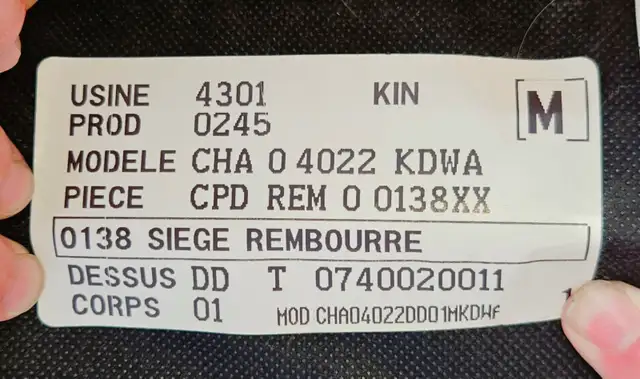 USINE 4301 KIN
M
PROD 0245
MODELE CHA 0 4022 KDWA
PIECE CPD REM 0 0138XX
0138 SIEGE REMBOURRE
DESSUS DD T 0740020011
CORPS 01 MOD CHA04022DD01MKDWA